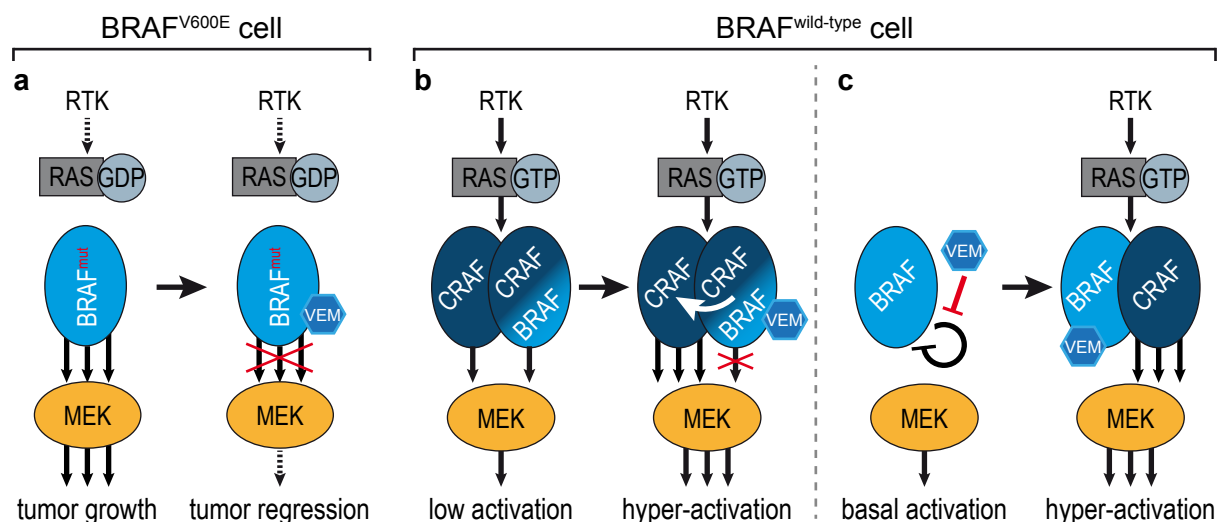 BRAFV600E cell
BRAFwild-type cell
a
RTK
RAS GDP
BRAFmut
MEK
tumor growth
RTK
RAS GDP
BRAFmut
VEM
MEK
tumor regression
b
RTK
RAS GTP
CRAF
CRAF
BRAF
MEK
low activation
RTK
RAS GTP
CRAF
CRAF
BRAF
VEM
MEK
hyper-activation
c
BRAF
VEM
MEK
basal activation
RTK
RAS GTP
BRAF
CRAF
VEM
MEK
hyper-activation